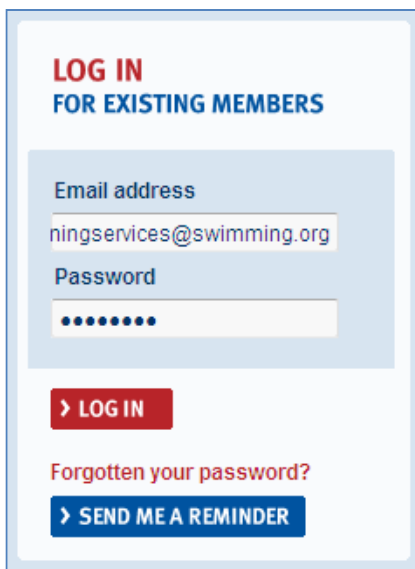 LOG IN
FOR EXISTING MEMBERS
Email address
ningservices@swimming.org
Password
••••••••
> LOG IN
Forgotten your password?
> SEND ME A REMINDER